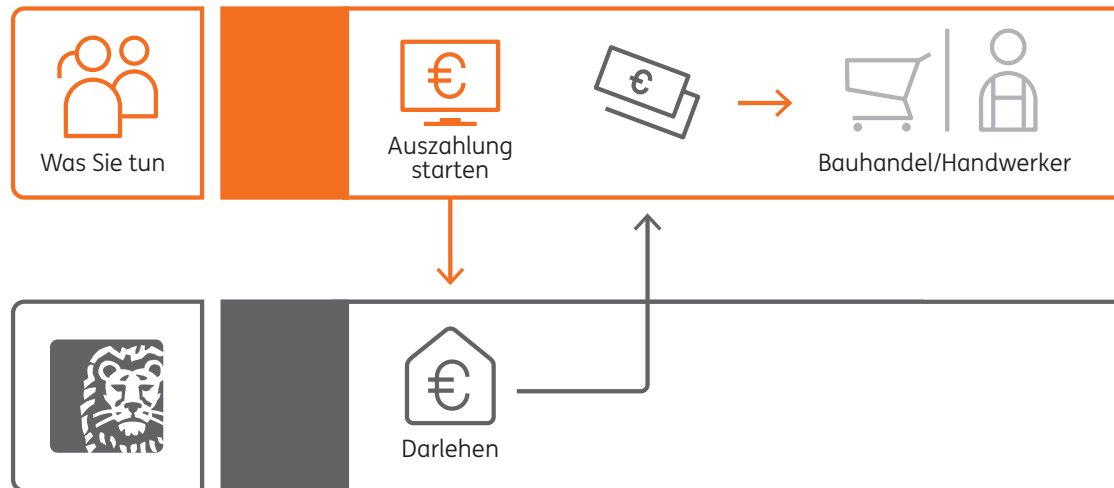 Was Sie tun
€
Auszahlung
starten
€
Bauhandel/Handwerker
€
Darlehen